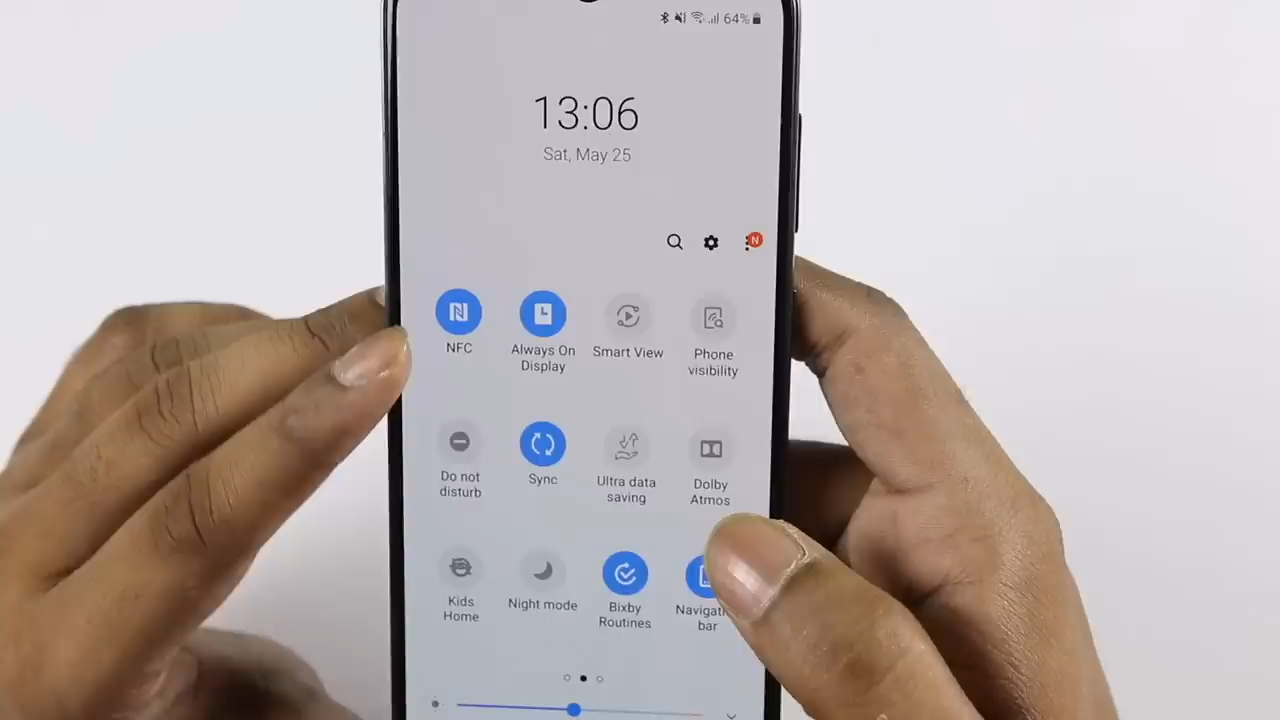 64%
13:06
Sat, May 25
N
NFC
Always On
Display
Smart View
Phone
visibility
Do not
disturb
Sync
Ultra data
saving
Dolby
Atmos
Kids
Home
Night mode
Bixby
Routines
bar